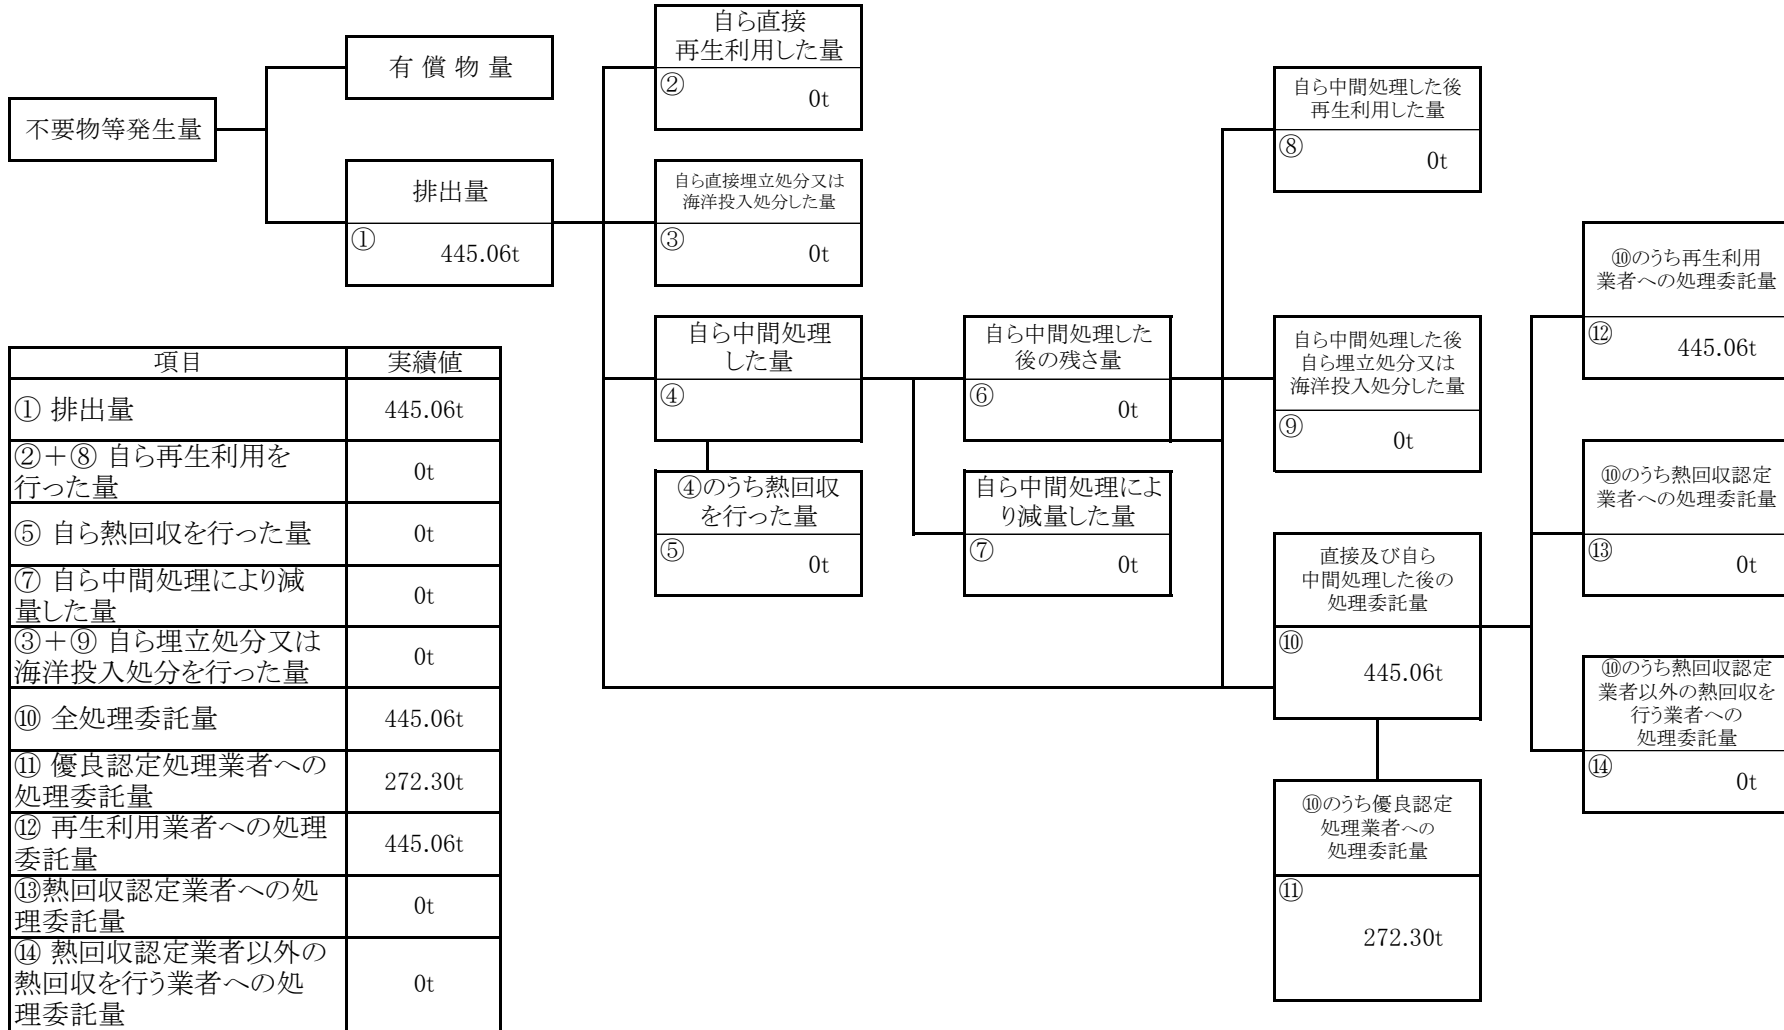 不要物等発生量
有 償 物 量
排出量
①
445.06t
自ら直接
再生利用した量
②
0t
自ら直接埋立処分又は
海洋投入処分した量
③
0t
自ら中間処理
した量
④
④のうち熱回収
を行った量
⑤
0t
自ら中間処理した
後の残さ量
⑥
0t
自ら中間処理によ
り減量した量
⑦
0t
自ら中間処理した後
再生利用した量
⑧
0t
自ら中間処理した後
自ら埋立処分又は
海洋投入処分した量
⑨
0t
直接及び自ら
中間処理した後の
処理委託量
⑩
445.06t
⑩のうち優良認定
処理業者への
処理委託量
⑪
272.30t
⑩のうち再生利用
業者への処理委託量
⑫
445.06t
⑩のうち熱回収認定
業者への処理委託量
⑬
0t
⑩のうち熱回収認定
業者以外の熱回収を
行う業者への
処理委託量
⑭
0t
項目 実績値
① 排出量 445.06t
②＋⑧ 自ら再生利用を
行った量 0t
⑤ 自ら熱回収を行った量 0t
⑦ 自ら中間処理により減
量した量 0t
③＋⑨ 自ら埋立処分又は
海洋投入処分を行った量 0t
⑩ 全処理委託量 445.06t
⑪ 優良認定処理業者への
処理委託量 272.30t
⑫ 再生利用業者への処理
委託量 445.06t
⑬熱回収認定業者への処
理委託量 0t
⑭ 熱回収認定業者以外の
熱回収を行う業者への処
理委託量 0t